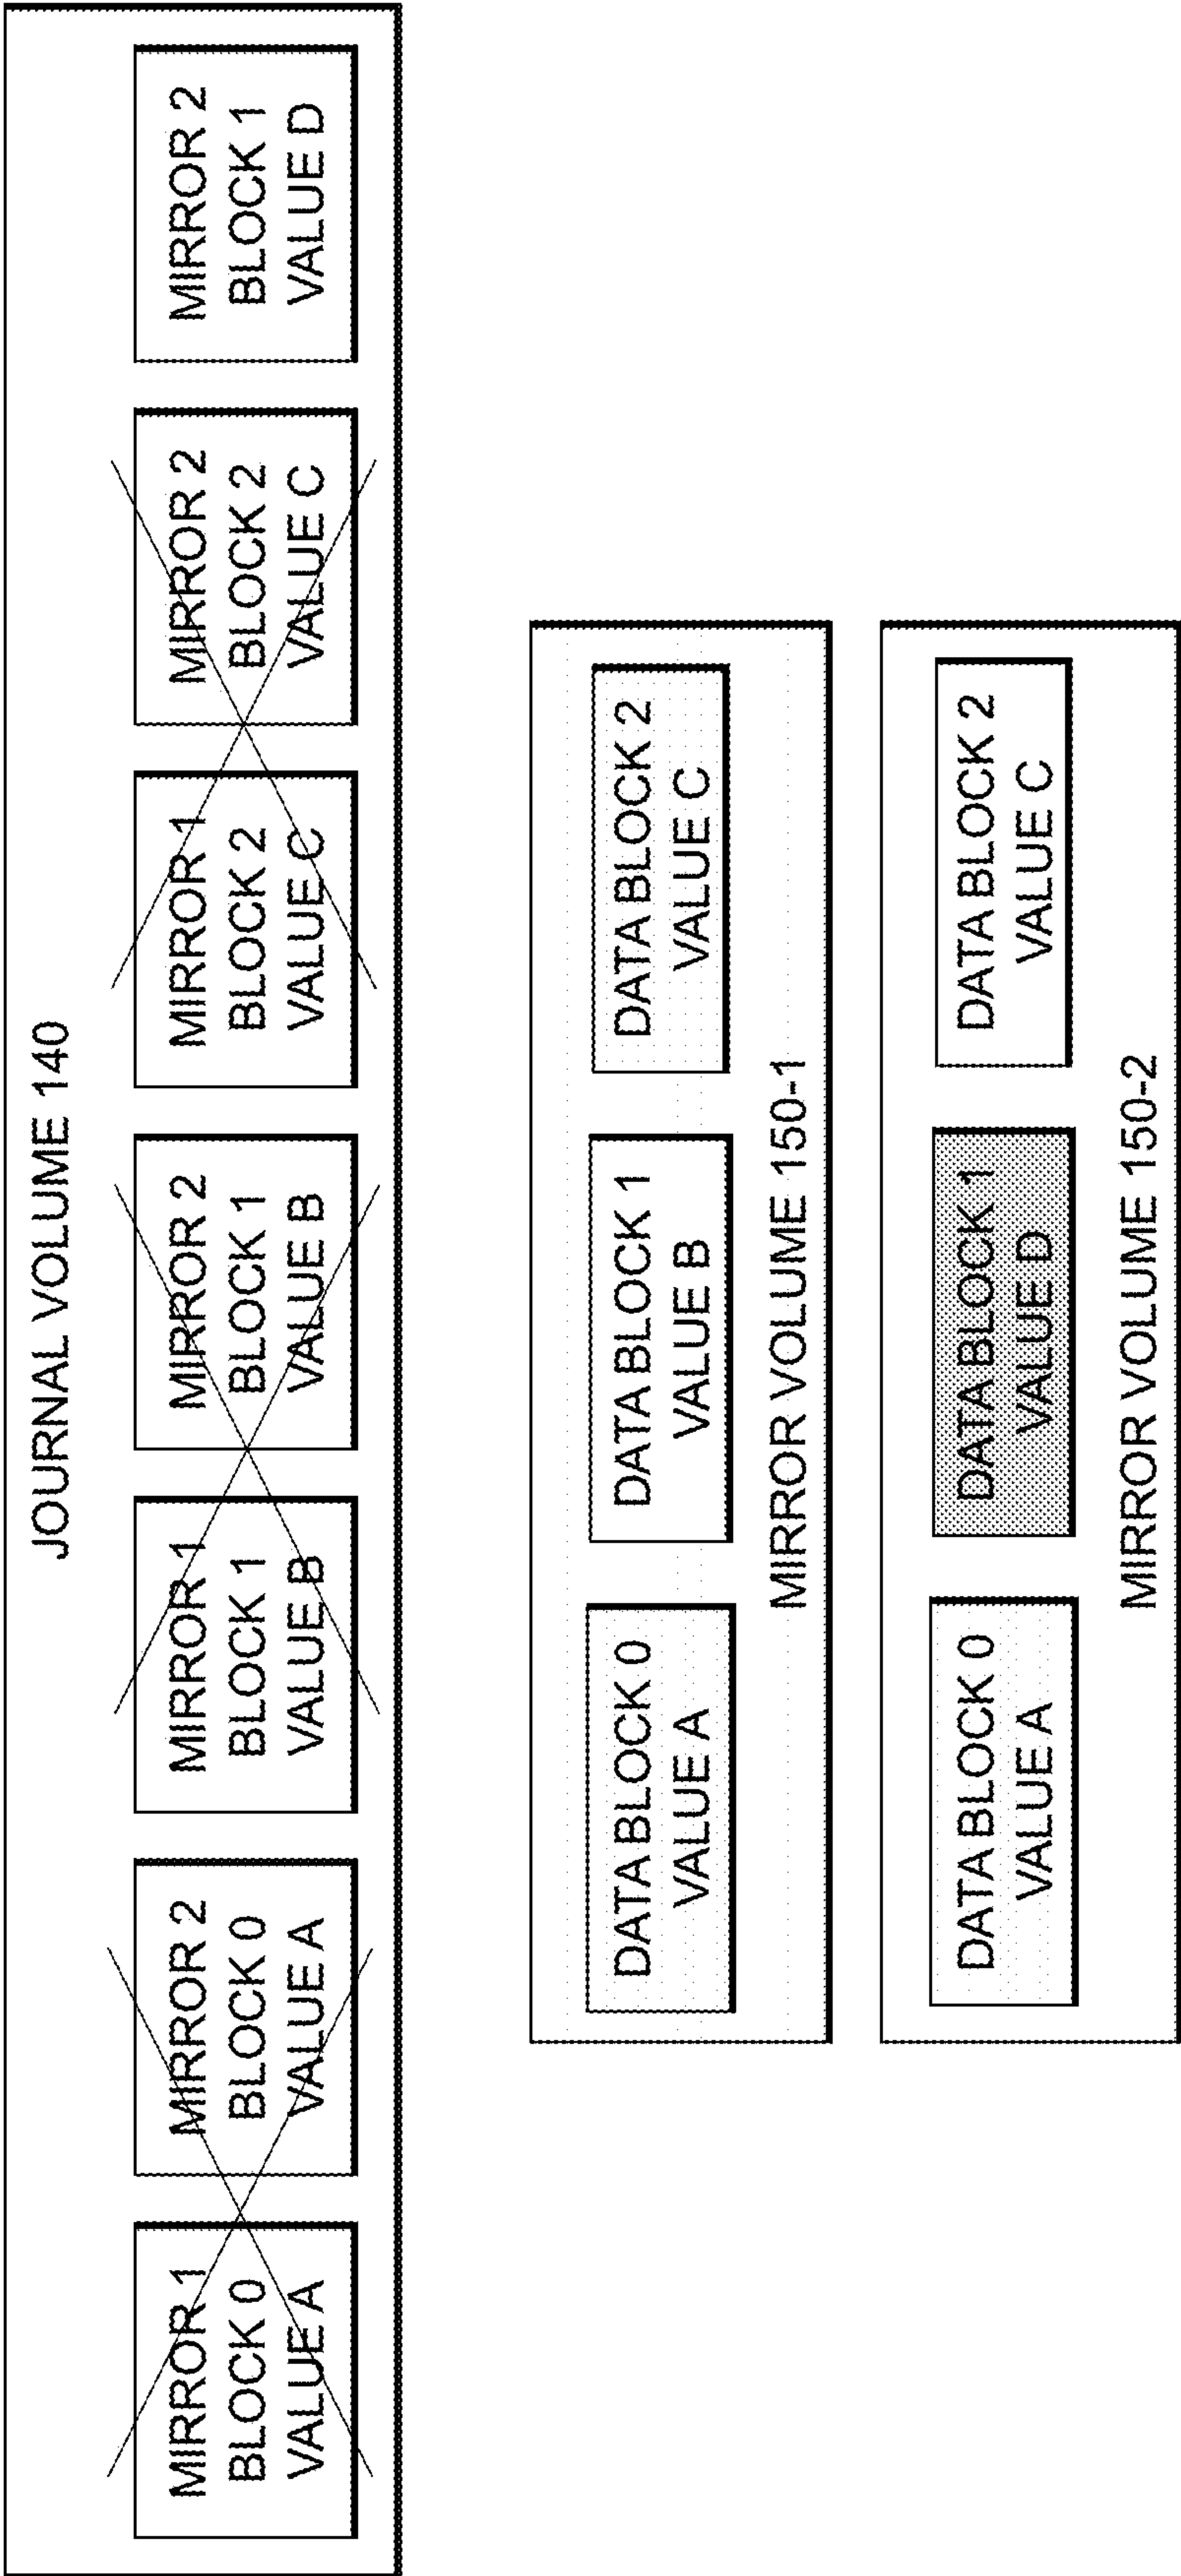 JOURNAL VOLUME 140
MIRROR 1
BLOCK 0
VALUE A
MIRROR 2
BLOCK 0
VALUE A
MIRROR 1
BLOCK 1
VALUE B
MIRROR 2
BLOCK 1
VALUE B
MIRROR 1
BLOCK 2
VALUE C
MIRROR 2
BLOCK 2
VALUE C
MIRROR 2
BLOCK 1
VALUE D
DATA BLOCK 0
VALUE A
DATA BLOCK 1
VALUE B
DATA BLOCK 2
VALUE C
MIRROR VOLUME 150-1
DATA BLOCK 0
VALUE A
DATA BLOCK 1
VALUE D
DATA BLOCK 2
VALUE C
MIRROR VOLUME 150-2